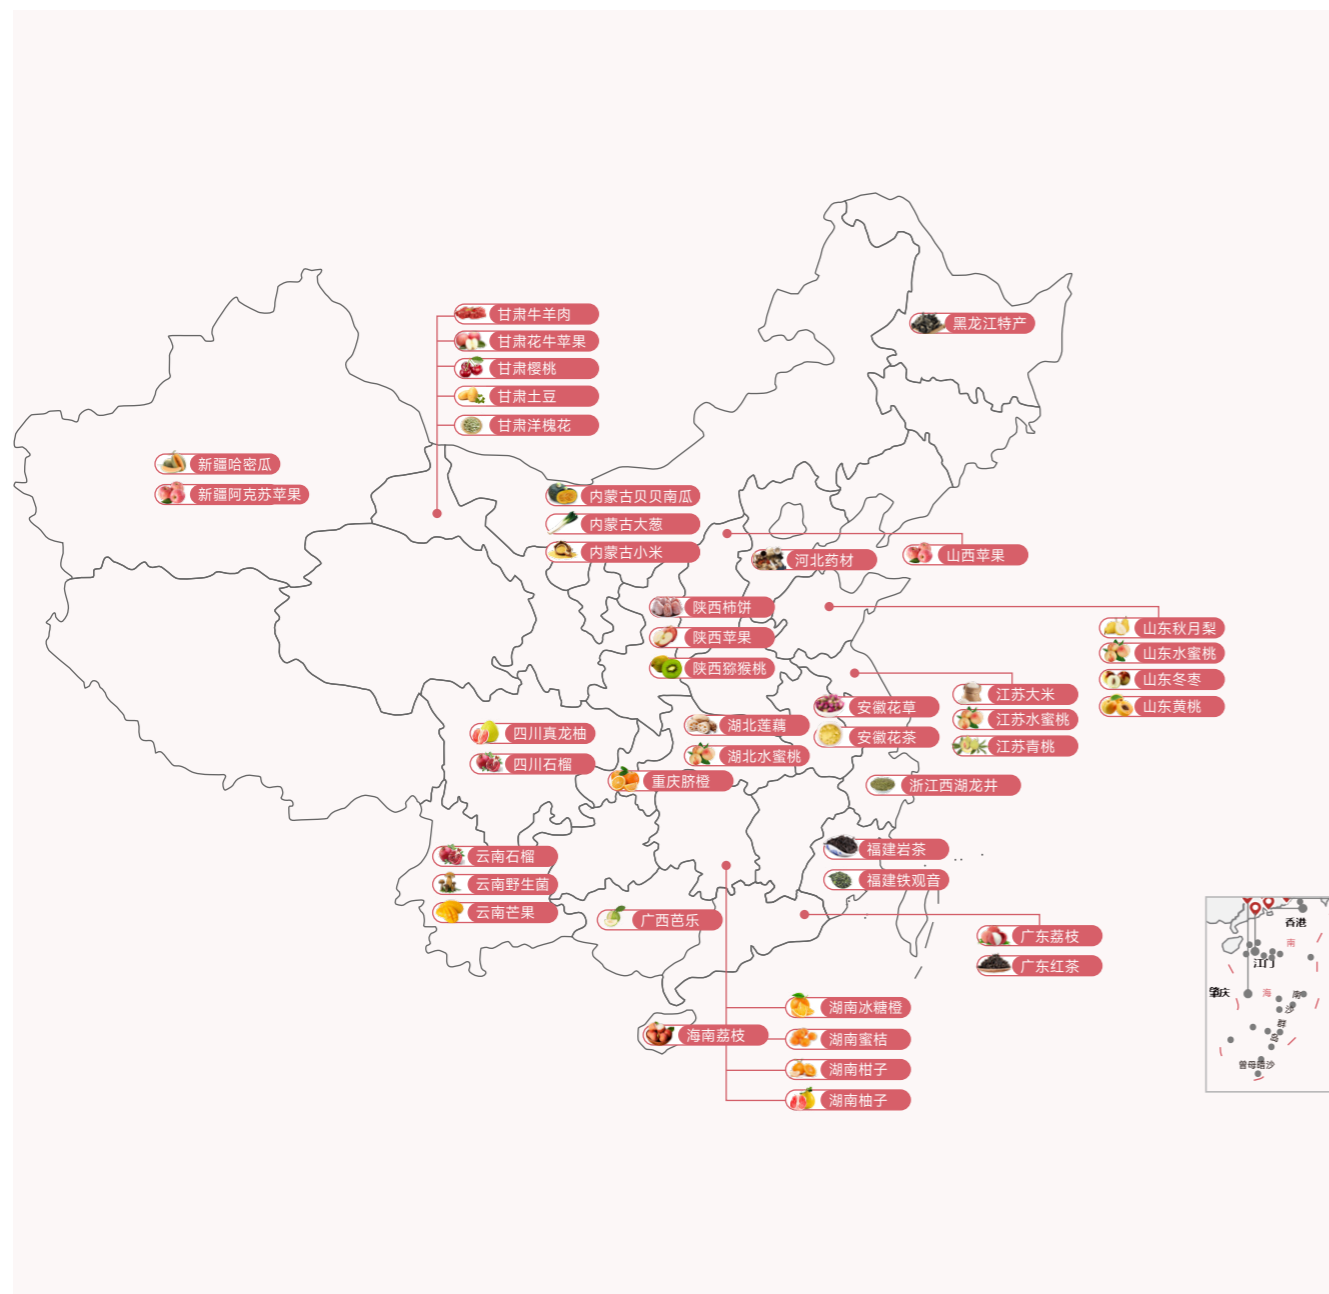 甘肃牛羊肉
甘肃花牛苹果
黑龙江特产
甘肃樱桃
甘肃土豆
甘肃洋槐花
新疆哈密瓜
新疆阿克苏苹果
内蒙古贝贝南瓜
内蒙古大葱
内蒙古小米
河北药材
山西苹果
陕西柿饼
陕西苹果
陕西猕猴桃
山东秋月梨
山东水蜜桃
山东冬枣
山东黄桃
江苏大米
江苏水蜜桃
江苏青桃
安徽花草
安徽花茶
湖北莲藕
湖北水蜜桃
四川真龙柚
四川石榴
重庆脐橙
浙江西湖龙井
福建岩茶
福建铁观音
云南石榴
云南野生菌
云南芒果
广西芭乐
广东荔枝
广东红茶
湖南冰糖橙
海南荔枝
湖南蜜桔
湖南柑子
湖南柚子
香港
南
江门
肇庆
海
南
沙
群
岛
曾母暗沙